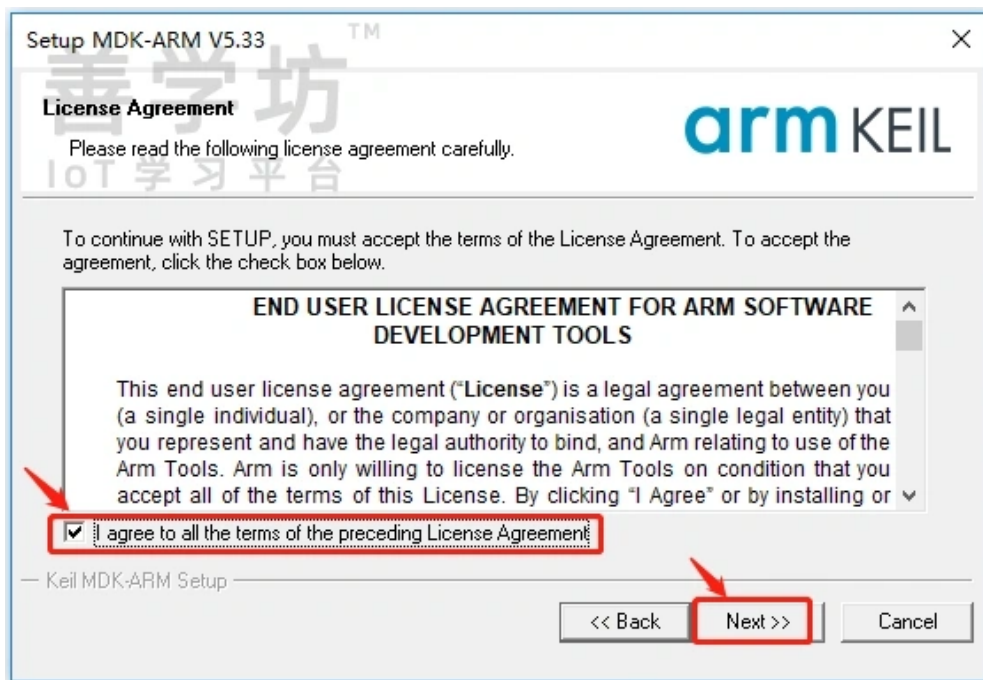 Setup MDK-ARM V5.33
善学坊™
IoT 学习平台
License Agreement
Please read the following license agreement carefully.
arm KEIL
To continue with SETUP, you must accept the terms of the License Agreement. To accept the
agreement, click the check box below.
END USER LICENSE AGREEMENT FOR ARM SOFTWARE
DEVELOPMENT TOOLS
This end user license agreement (“License”) is a legal agreement between you
(a single individual), or the company or organisation (a single legal entity) that
you represent and have the legal authority to bind, and Arm relating to use of the
Arm Tools. Arm is only willing to license the Arm Tools on condition that you
accept all of the terms of this License. By clicking “I Agree” or by installing or
I agree to all the terms of the preceding License Agreement
Keil MDK-ARM Setup
<< Back
Next >>
Cancel